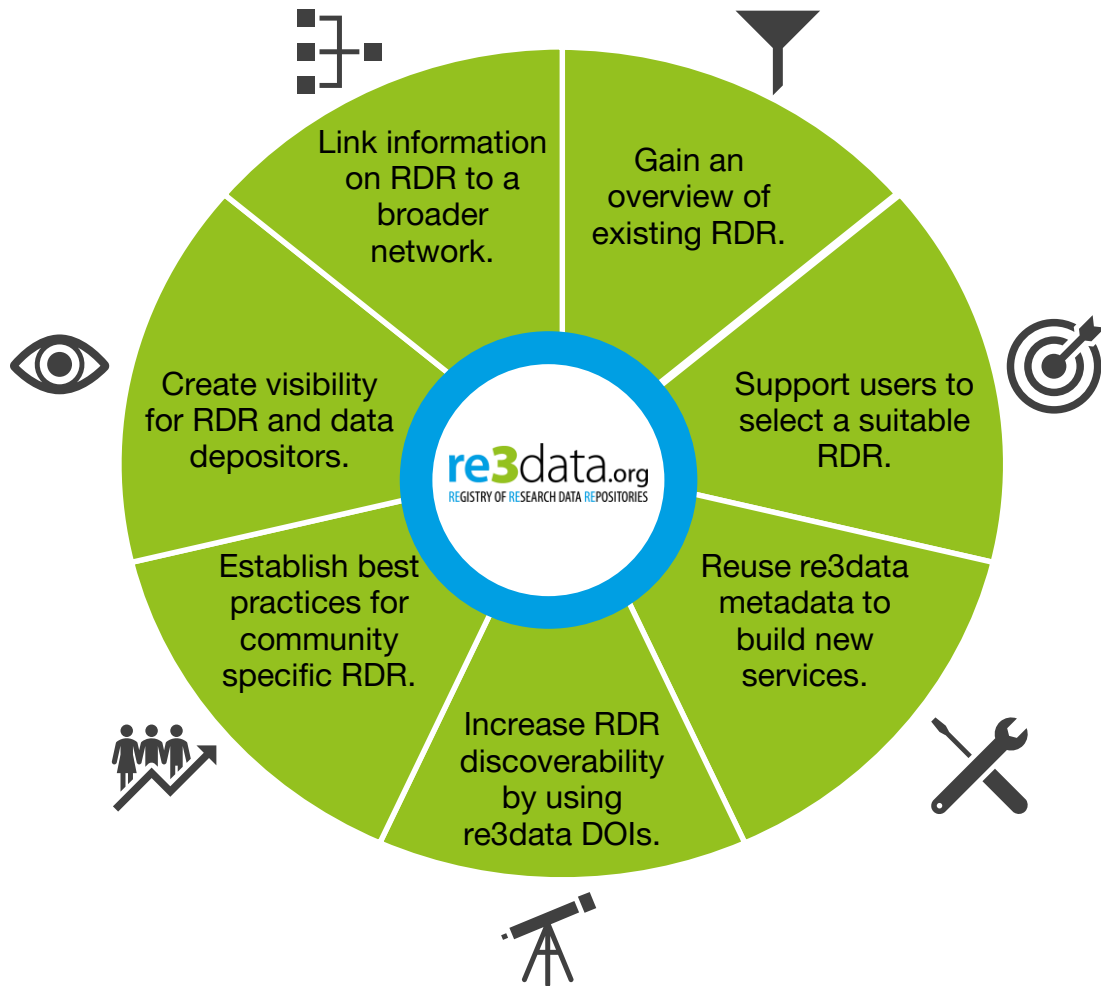 Link information
on RDR to a
broader
network.
Gain an
overview of
existing RDR.
Support users to
select a suitable
RDR.
Reuse re3data
metadata to
build new
services.
Increase RDR
discoverability
by using
re3data DOIs.
Establish best
practices for
community
specific RDR.
Create visibility
for RDR and data
depositors.
re3data.org
REGISTRY OF RESEARCH DATA REPOSITORIES